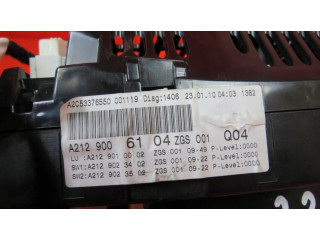 A2C53376550 001119 Diag:1406 23.01.10 04:03 1382
A212 900 61 04 ZGS 001 Q04
LU : A212 901 00 02 ZGS 001 09-49 P-Level:0000
SW1:A212 902 34 02 ZGS 001 09-22 P-Level:0000
SW2:A212 902 35 02 ZGS 001 09-22 P-Level:0000